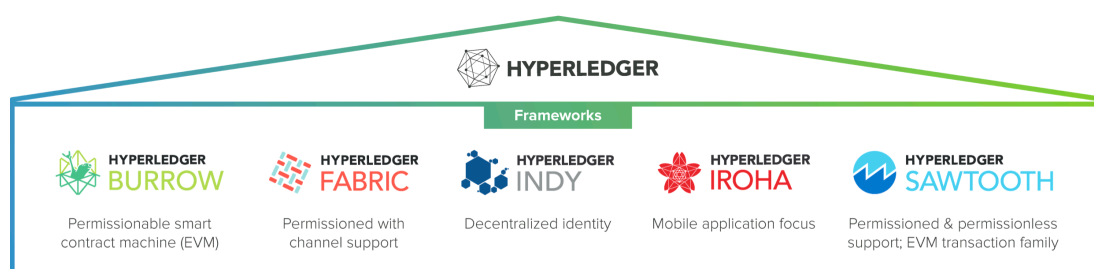 HYPERLEDGER
Frameworks
HYPERLEDGER
BURROW
Permissionable smart
contract machine (EVM)
HYPERLEDGER
FABRIC
Permissioned with
channel support
HYPERLEDGER
INDY
Decentralized identity
HYPERLEDGER
IROHA
Mobile application focus
HYPERLEDGER
SAWTOOTH
Permissioned & permissionless
support; EVM transaction family